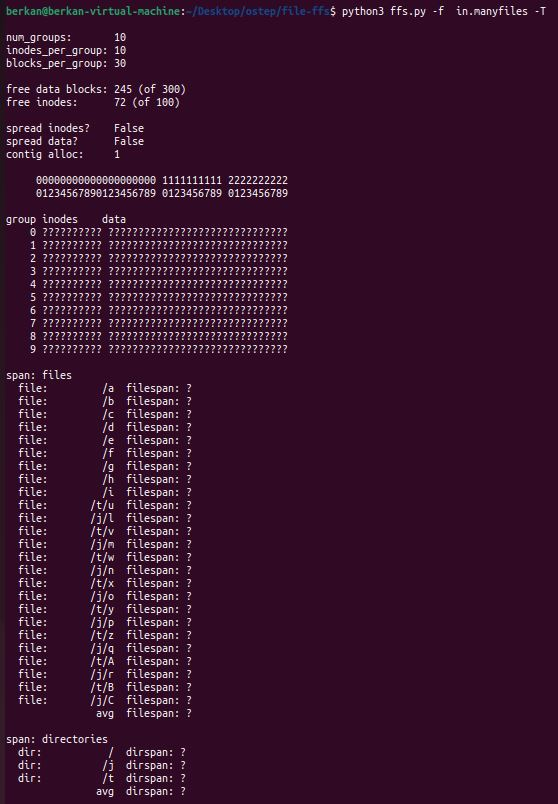 berkan@berkan-virtual-machine:~/Desktop/ostep/file-ffs$ python3 ffs.py -f  in.manyfiles -T
num_groups:       10
inodes_per_group: 10
blocks_per_group: 30
free data blocks: 245 (of 300)
free inodes:      72 (of 100)
spread inodes?    False
spread data?      False
contig alloc:     1
     00000000000000000000 1111111111 2222222222
     01234567890123456789 0123456789 0123456789
group inodes    data
    0 ?????????? ??????????????????????????????
    1 ?????????? ??????????????????????????????
    2 ?????????? ??????????????????????????????
    3 ?????????? ??????????????????????????????
    4 ?????????? ??????????????????????????????
    5 ?????????? ??????????????????????????????
    6 ?????????? ??????????????????????????????
    7 ?????????? ??????????????????????????????
    8 ?????????? ??????????????????????????????
    9 ?????????? ??????????????????????????????
span: files
  file:         /a  filespan: ?
  file:         /b  filespan: ?
  file:         /c  filespan: ?
  file:         /d  filespan: ?
  file:         /e  filespan: ?
  file:         /f  filespan: ?
  file:         /g  filespan: ?
  file:         /h  filespan: ?
  file:         /i  filespan: ?
  file:       /t/u  filespan: ?
  file:       /j/l  filespan: ?
  file:       /t/v  filespan: ?
  file:       /j/m  filespan: ?
  file:       /t/w  filespan: ?
  file:       /j/n  filespan: ?
  file:       /t/x  filespan: ?
  file:       /j/o  filespan: ?
  file:       /t/y  filespan: ?
  file:       /j/p  filespan: ?
  file:       /t/z  filespan: ?
  file:       /j/q  filespan: ?
  file:       /t/A  filespan: ?
  file:       /j/r  filespan: ?
  file:       /t/B  filespan: ?
  file:       /j/C  filespan: ?
               avg  filespan: ?
span: directories
  dir:           /  dirspan: ?
  dir:          /j  dirspan: ?
  dir:          /t  dirspan: ?
               avg  dirspan: ?